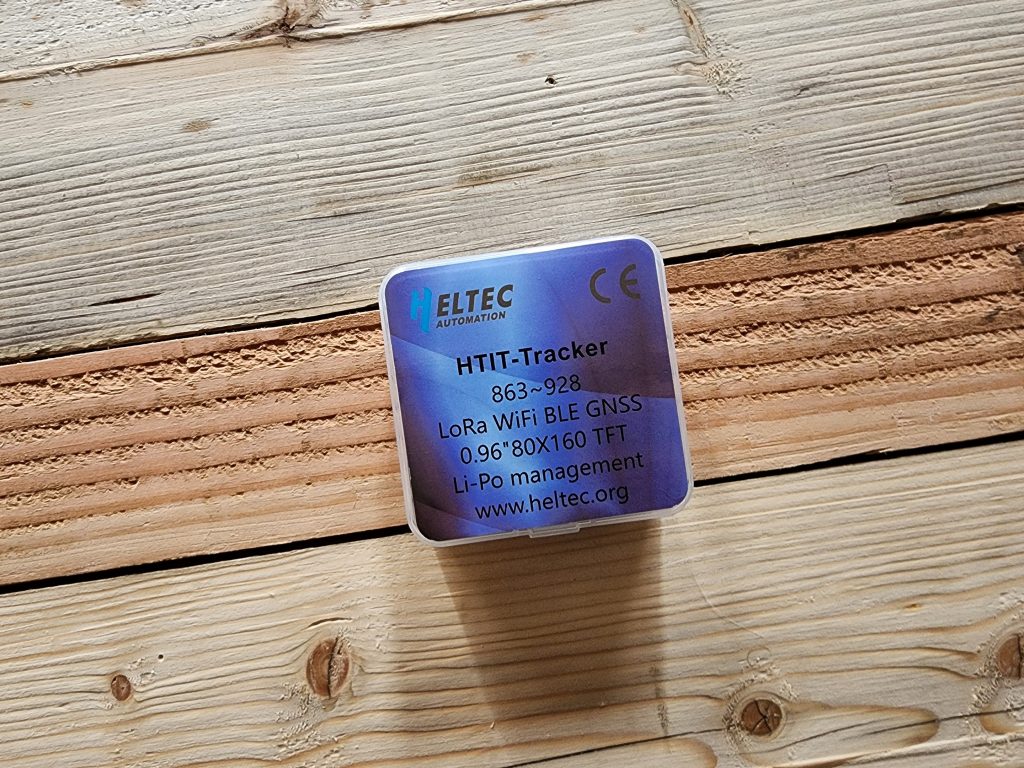 HELTEC
AUTOMATION
CE
HTIT-Tracker
863~928
LoRa WiFi BLE GNSS
0.96"80X160 TFT
Li-Po management
www.heltec.org